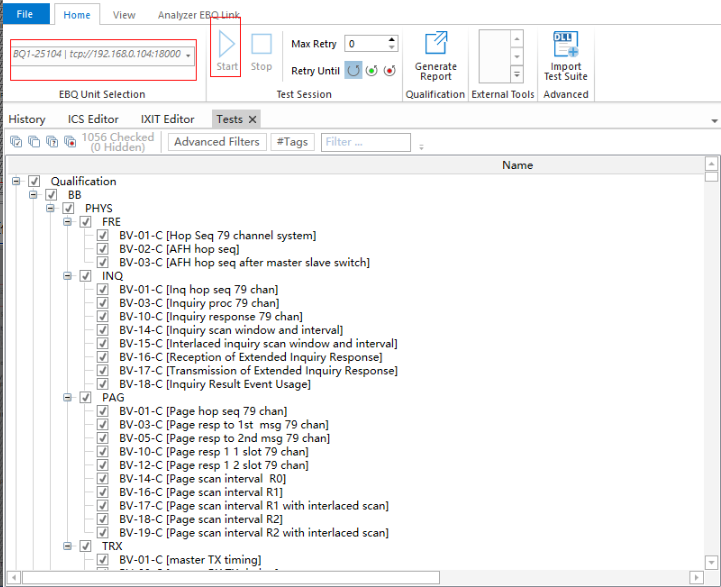 File Home View Analyzer EBQ Link
BQ1-25104 | tcp://192.168.0.104:18000
Start Stop
Max Retry 0
Retry Until
Generate Report
Import Test Suite
EBQ Unit Selection Test Session Qualification External Tools Advanced
History ICS Editor IXIT Editor Tests
1056 Checked
(0 Hidden)
Advanced Filters #Tags Filter ...
Name
Qualification
BB
PHYS
FRE
BV-01-C [Hop Seq 79 channel system]
BV-02-C [AFH hop seq]
BV-03-C [AFH hop seq after master slave switch]
INQ
BV-01-C [Inq hop seq 79 chan]
BV-03-C [Inquiry proc 79 chan]
BV-10-C [Inquiry response 79 chan]
BV-14-C [Inquiry scan window and interval]
BV-15-C [Interlaced inquiry scan window and interval]
BV-16-C [Reception of Extended Inquiry Response]
BV-17-C [Transmission of Extended Inquiry Response]
BV-18-C [Inquiry Result Event Usage]
PAG
BV-01-C [Page hop seq 79 chan]
BV-03-C [Page resp to 1st msg 79 chan]
BV-05-C [Page resp to 2nd msg 79 chan]
BV-10-C [Page resp 1 1 slot 79 chan]
BV-12-C [Page resp 1 2 slot 79 chan]
BV-14-C [Page scan interval R0]
BV-16-C [Page scan interval R1]
BV-17-C [Page scan interval R1 with interlaced scan]
BV-18-C [Page scan interval R2]
BV-19-C [Page scan interval R2 with interlaced scan]
TRX
BV-01-C [master TX timing]